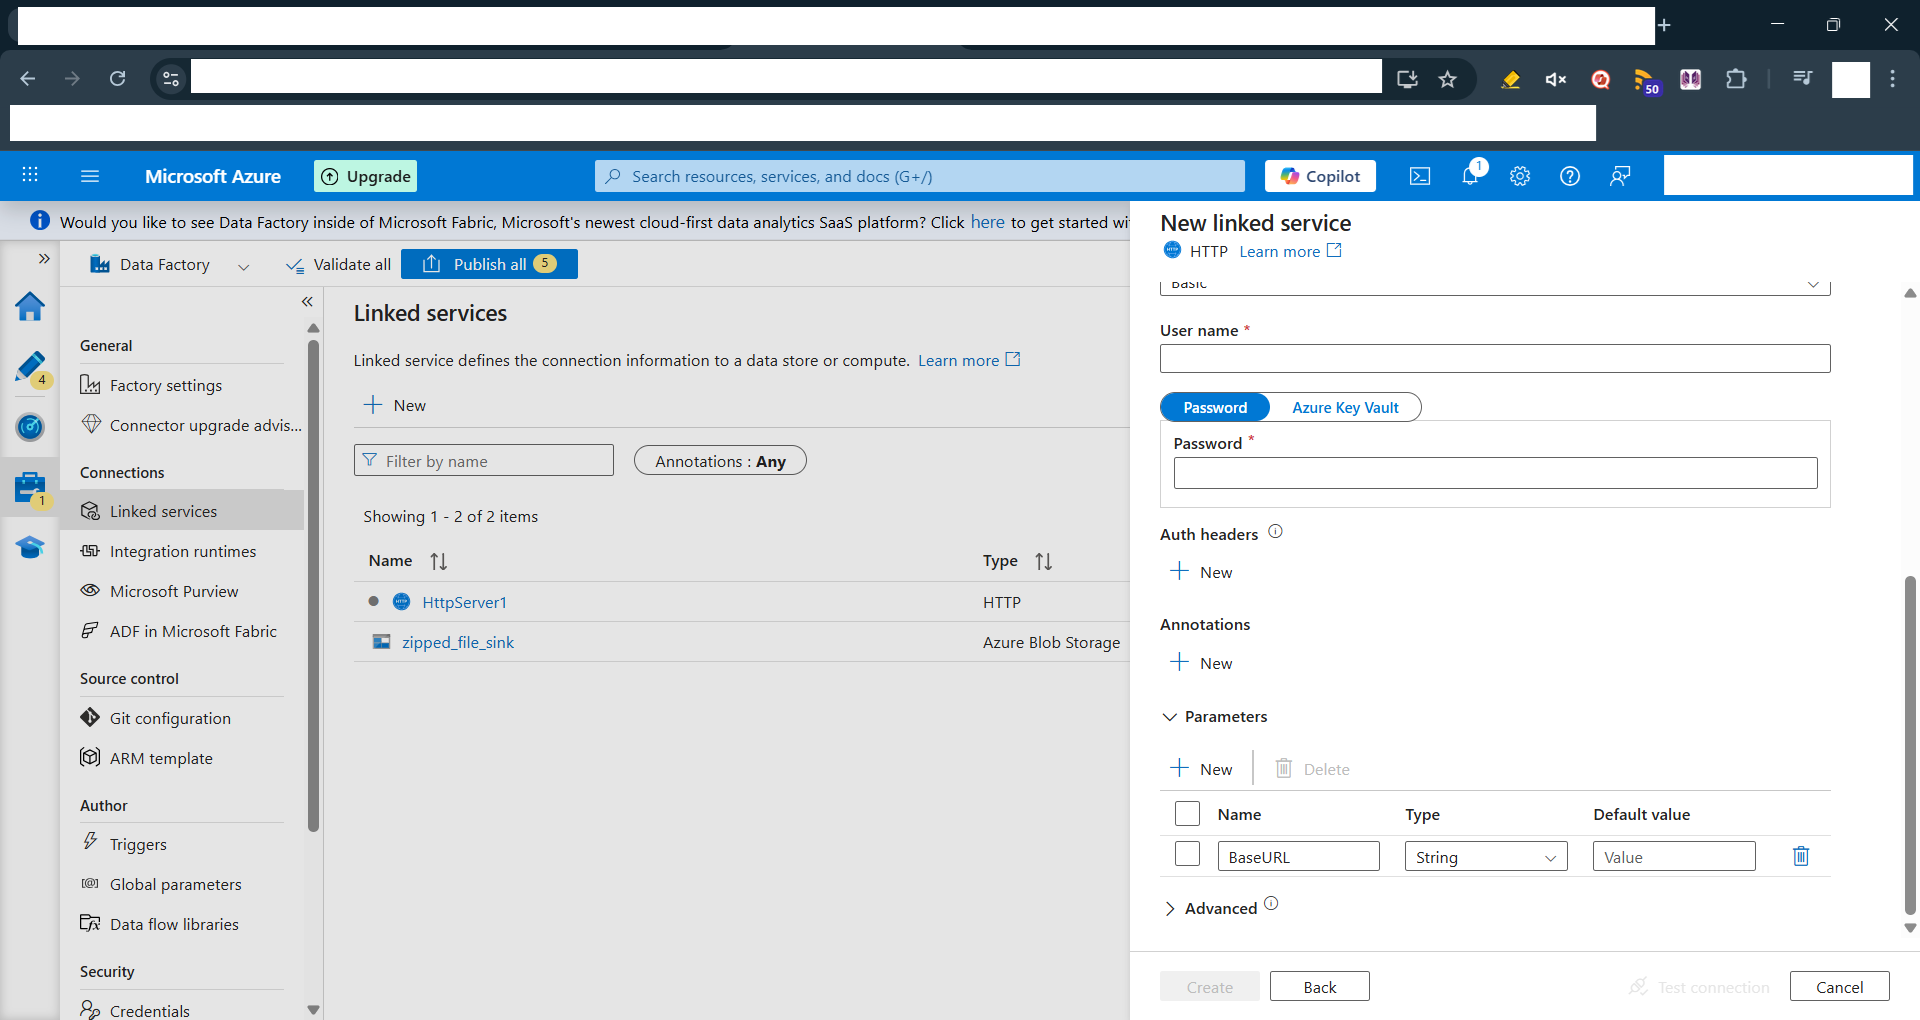 50
Microsoft Azure
Upgrade
Search resources, services, and docs (G+/)
Copilot
1
Would you like to see Data Factory inside of Microsoft Fabric, Microsoft's newest cloud-first data analytics SaaS platform? Click here to get started wi
Data Factory
Validate all
Publish all 5
4
1
General
Factory settings
Connector upgrade advis...
Connections
Linked services
Integration runtimes
Microsoft Purview
ADF in Microsoft Fabric
Source control
Git configuration
ARM template
Author
Triggers
Global parameters
Data flow libraries
Security
Credentials
Linked services
Linked service defines the connection information to a data store or compute. Learn more
New
Filter by name
Annotations : Any
Showing 1 - 2 of 2 items
Name Type
HttpServer1 HTTP
zipped_file_sink Azure Blob Storage
New linked service
HTTP Learn more
Basic
User name *
Password Azure Key Vault
Password *
Auth headers
New
Annotations
New
Parameters
New Delete
Name Type Default value
BaseURL String Value
Advanced
Create Back Test connection Cancel